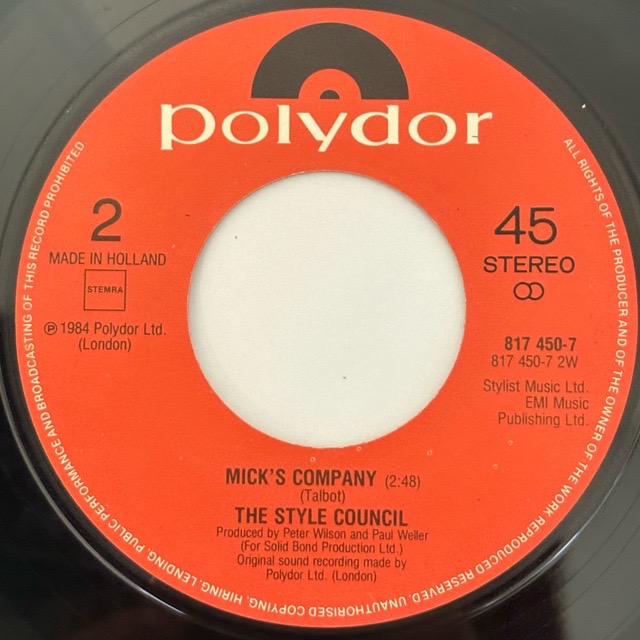 polydor
2
MADE IN HOLLAND
STEMRA
℗ 1984 Polydor Ltd.
(London)
45
STEREO
817 450-7
817 450-7 2W
Stylist Music Ltd.
EMI Music
Publishing Ltd.
MICK'S COMPANY (2:48)
(Talbot)
THE STYLE COUNCIL
Produced by Peter Wilson and Paul Weller
(For Solid Bond Production Ltd.)
Original sound recording made by
Polydor Ltd. (London)
ALL RIGHTS OF THE PRODUCER AND OF THE OWNER OF THE WORK REPRODUCED RESERVED. UNAUTHORISED COPYING, HIRING, LENDING, PUBLIC PERFORMANCE AND BROADCASTING OF THIS RECORD PROHIBITED